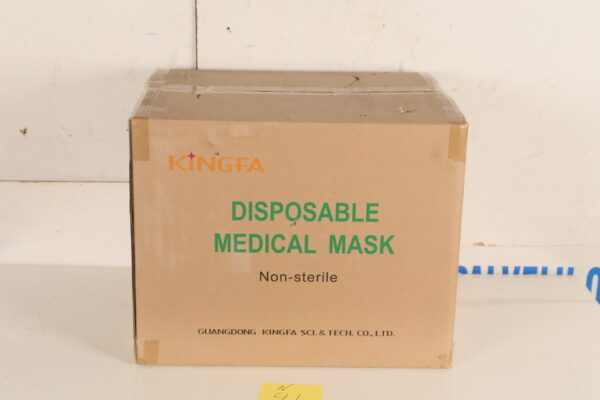 KINGFA
DISPOSABLE
MEDICAL MASK
Non-sterile
GUANGDONG KINGFA SCI. & TECH. CO., LTD.
N